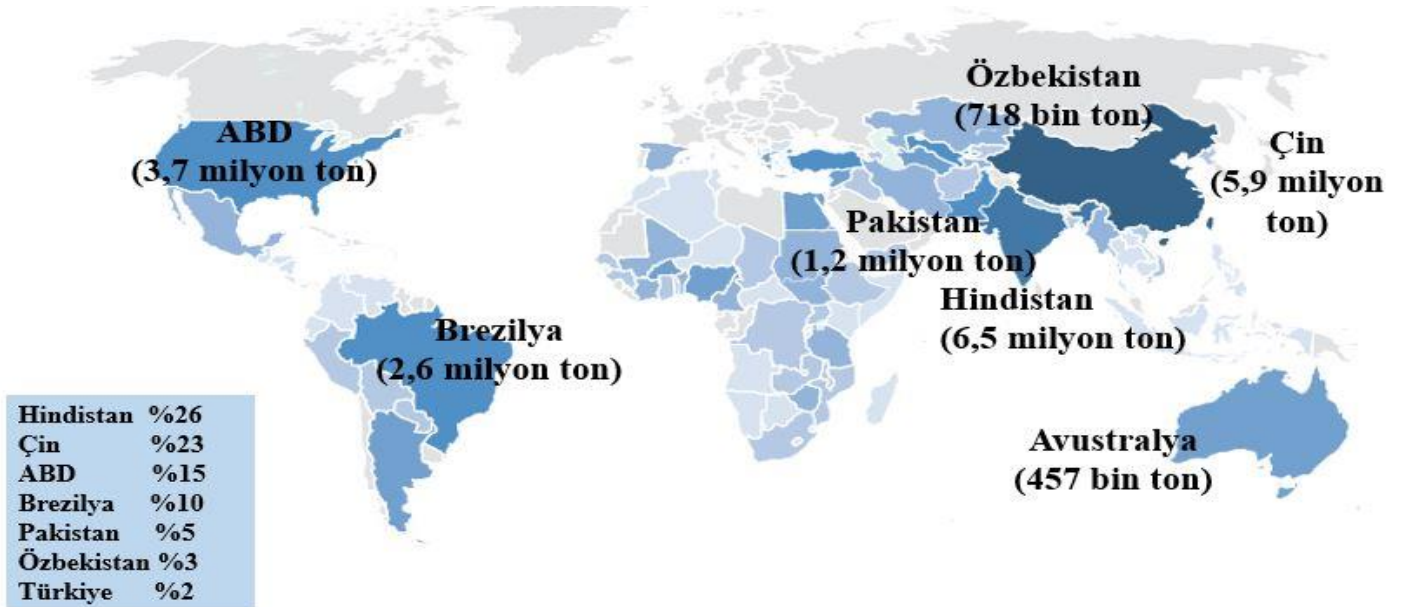 Özbekistan
(718 bin ton)
ABD
(3,7 milyon ton)
Çin
(5,9 milyon
ton)
Pakistan
(1,2 milyon ton)
Hindistan
(6,5 milyon ton)
Brezilya
(2,6 milyon ton)
Avustralya
(457 bin ton)
Hindistan %26
Çin %23
ABD %15
Brezilya %10
Pakistan %5
Özbekistan %3
Türkiye %2